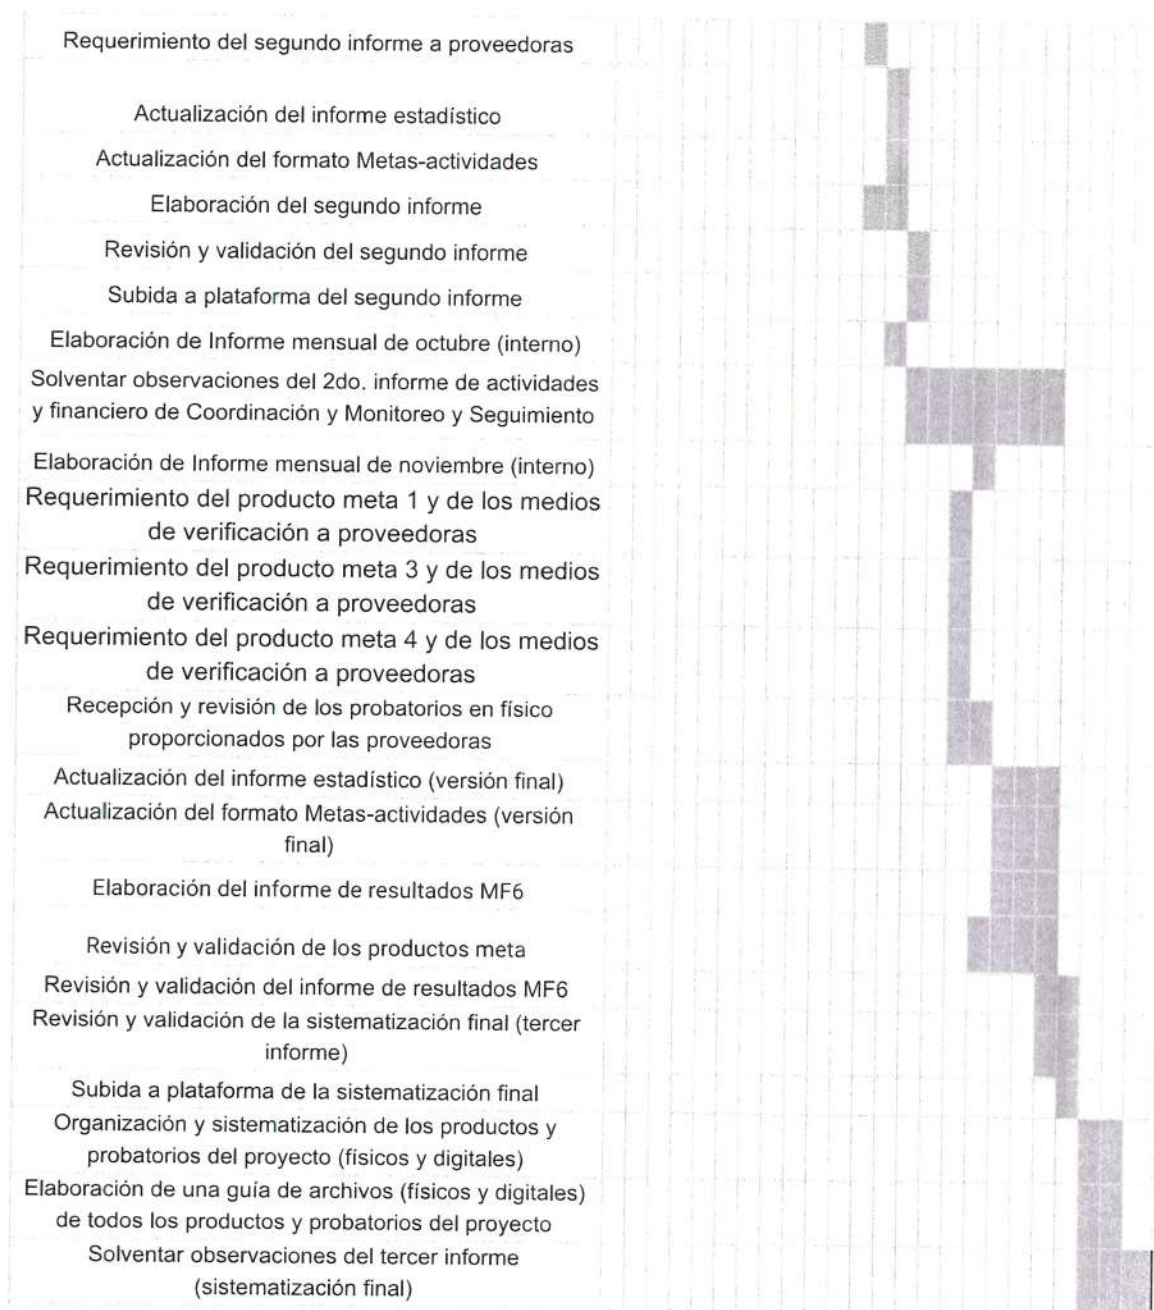 Requerimiento del segundo informe a proveedoras
Actualización del informe estadístico
Actualización del formato Metas-actividades
Elaboración del segundo informe
Revisión y validación del segundo informe
Subida a plataforma del segundo informe
Elaboración de Informe mensual de octubre (interno)
Solventar observaciones del 2do. informe de actividades
y financiero de Coordinación y Monitoreo y Seguimiento
Elaboración de Informe mensual de noviembre (interno)
Requerimiento del producto meta 1 y de los medios
de verificación a proveedoras
Requerimiento del producto meta 3 y de los medios
de verificación a proveedoras
Requerimiento del producto meta 4 y de los medios
de verificación a proveedoras
Recepción y revisión de los probatorios en físico
proporcionados por las proveedoras
Actualización del informe estadístico (versión final)
Actualización del formato Metas-actividades (versión
final)
Elaboración del informe de resultados MF6
Revisión y validación de los productos meta
Revisión y validación del informe de resultados MF6
Revisión y validación de la sistematización final (tercer
informe)
Subida a plataforma de la sistematización final
Organización y sistematización de los productos y
probatorios del proyecto (físicos y digitales)
Elaboración de una guía de archivos (físicos y digitales)
de todos los productos y probatorios del proyecto
Solventar observaciones del tercer informe
(sistematización final)